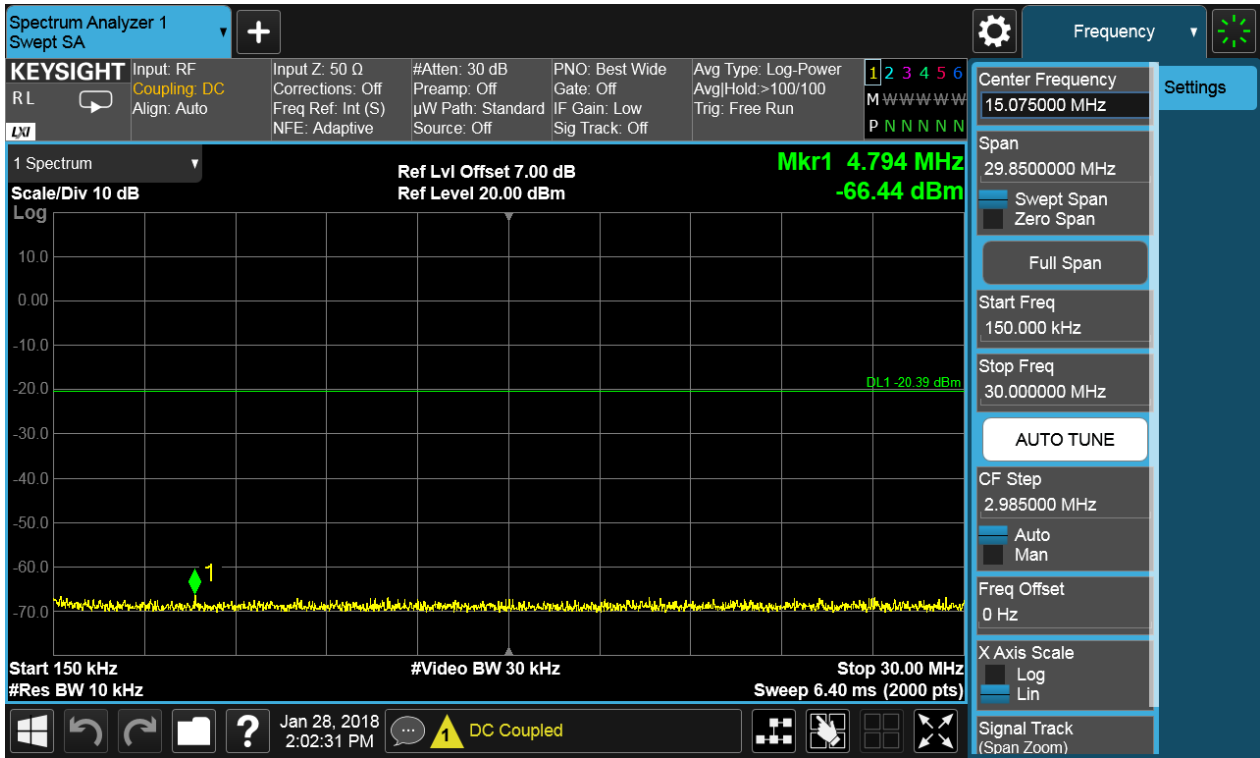 Spectrum Analyzer 1
Swept SA
+
Frequency
KEYSIGHT
R L
LXI
Input: RF
Coupling: DC
Align: Auto
Input Z: 50 Ω
Corrections: Off
Freq Ref: Int (S)
NFE: Adaptive
#Atten: 30 dB
Preamp: Off
µW Path: Standard
Source: Off
PNO: Best Wide
Gate: Off
IF Gain: Low
Sig Track: Off
Avg Type: Log-Power
Avg|Hold:>100/100
Trig: Free Run
1 2 3 4 5 6
M W W W W W
P N N N N N
1 Spectrum
Scale/Div 10 dB
Log
Ref Lvl Offset 7.00 dB
Ref Level 20.00 dBm
Mkr1 4.794 MHz
-66.44 dBm
10.0
0.00
-10.0
-20.0
-30.0
-40.0
-50.0
-60.0
-70.0
DL1 -20.39 dBm
1
Start 150 kHz
#Res BW 10 kHz
#Video BW 30 kHz
Stop 30.00 MHz
Sweep 6.40 ms (2000 pts)
Center Frequency
15.075000 MHz
Span
29.8500000 MHz
Swept Span
Zero Span
Full Span
Start Freq
150.000 kHz
Stop Freq
30.000000 MHz
AUTO TUNE
CF Step
2.985000 MHz
Auto
Man
Freq Offset
0 Hz
X Axis Scale
Log
Lin
Signal Track
(Span Zoom)
Settings
?
Jan 28, 2018
2:02:31 PM
1
DC Coupled